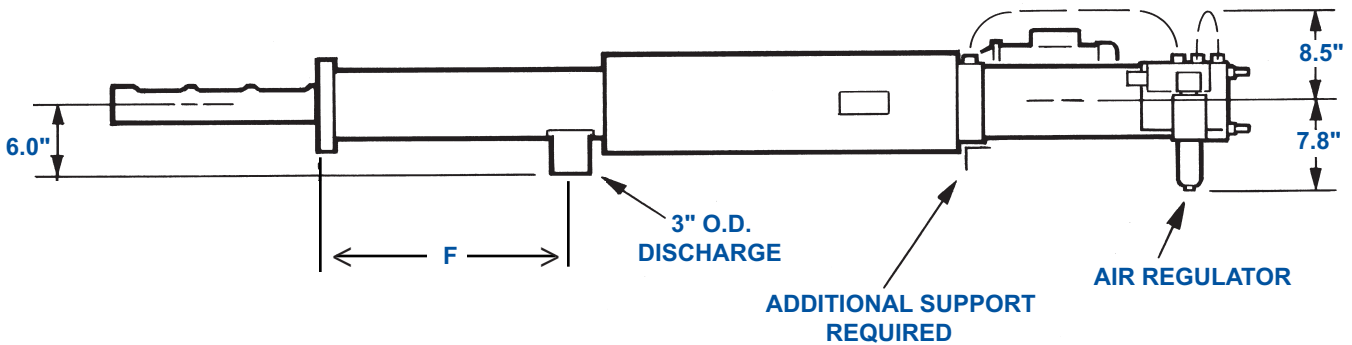 8.5"
6.0"
7.8"
3" O.D.
DISCHARGE
F
AIR REGULATOR
ADDITIONAL SUPPORT
REQUIRED